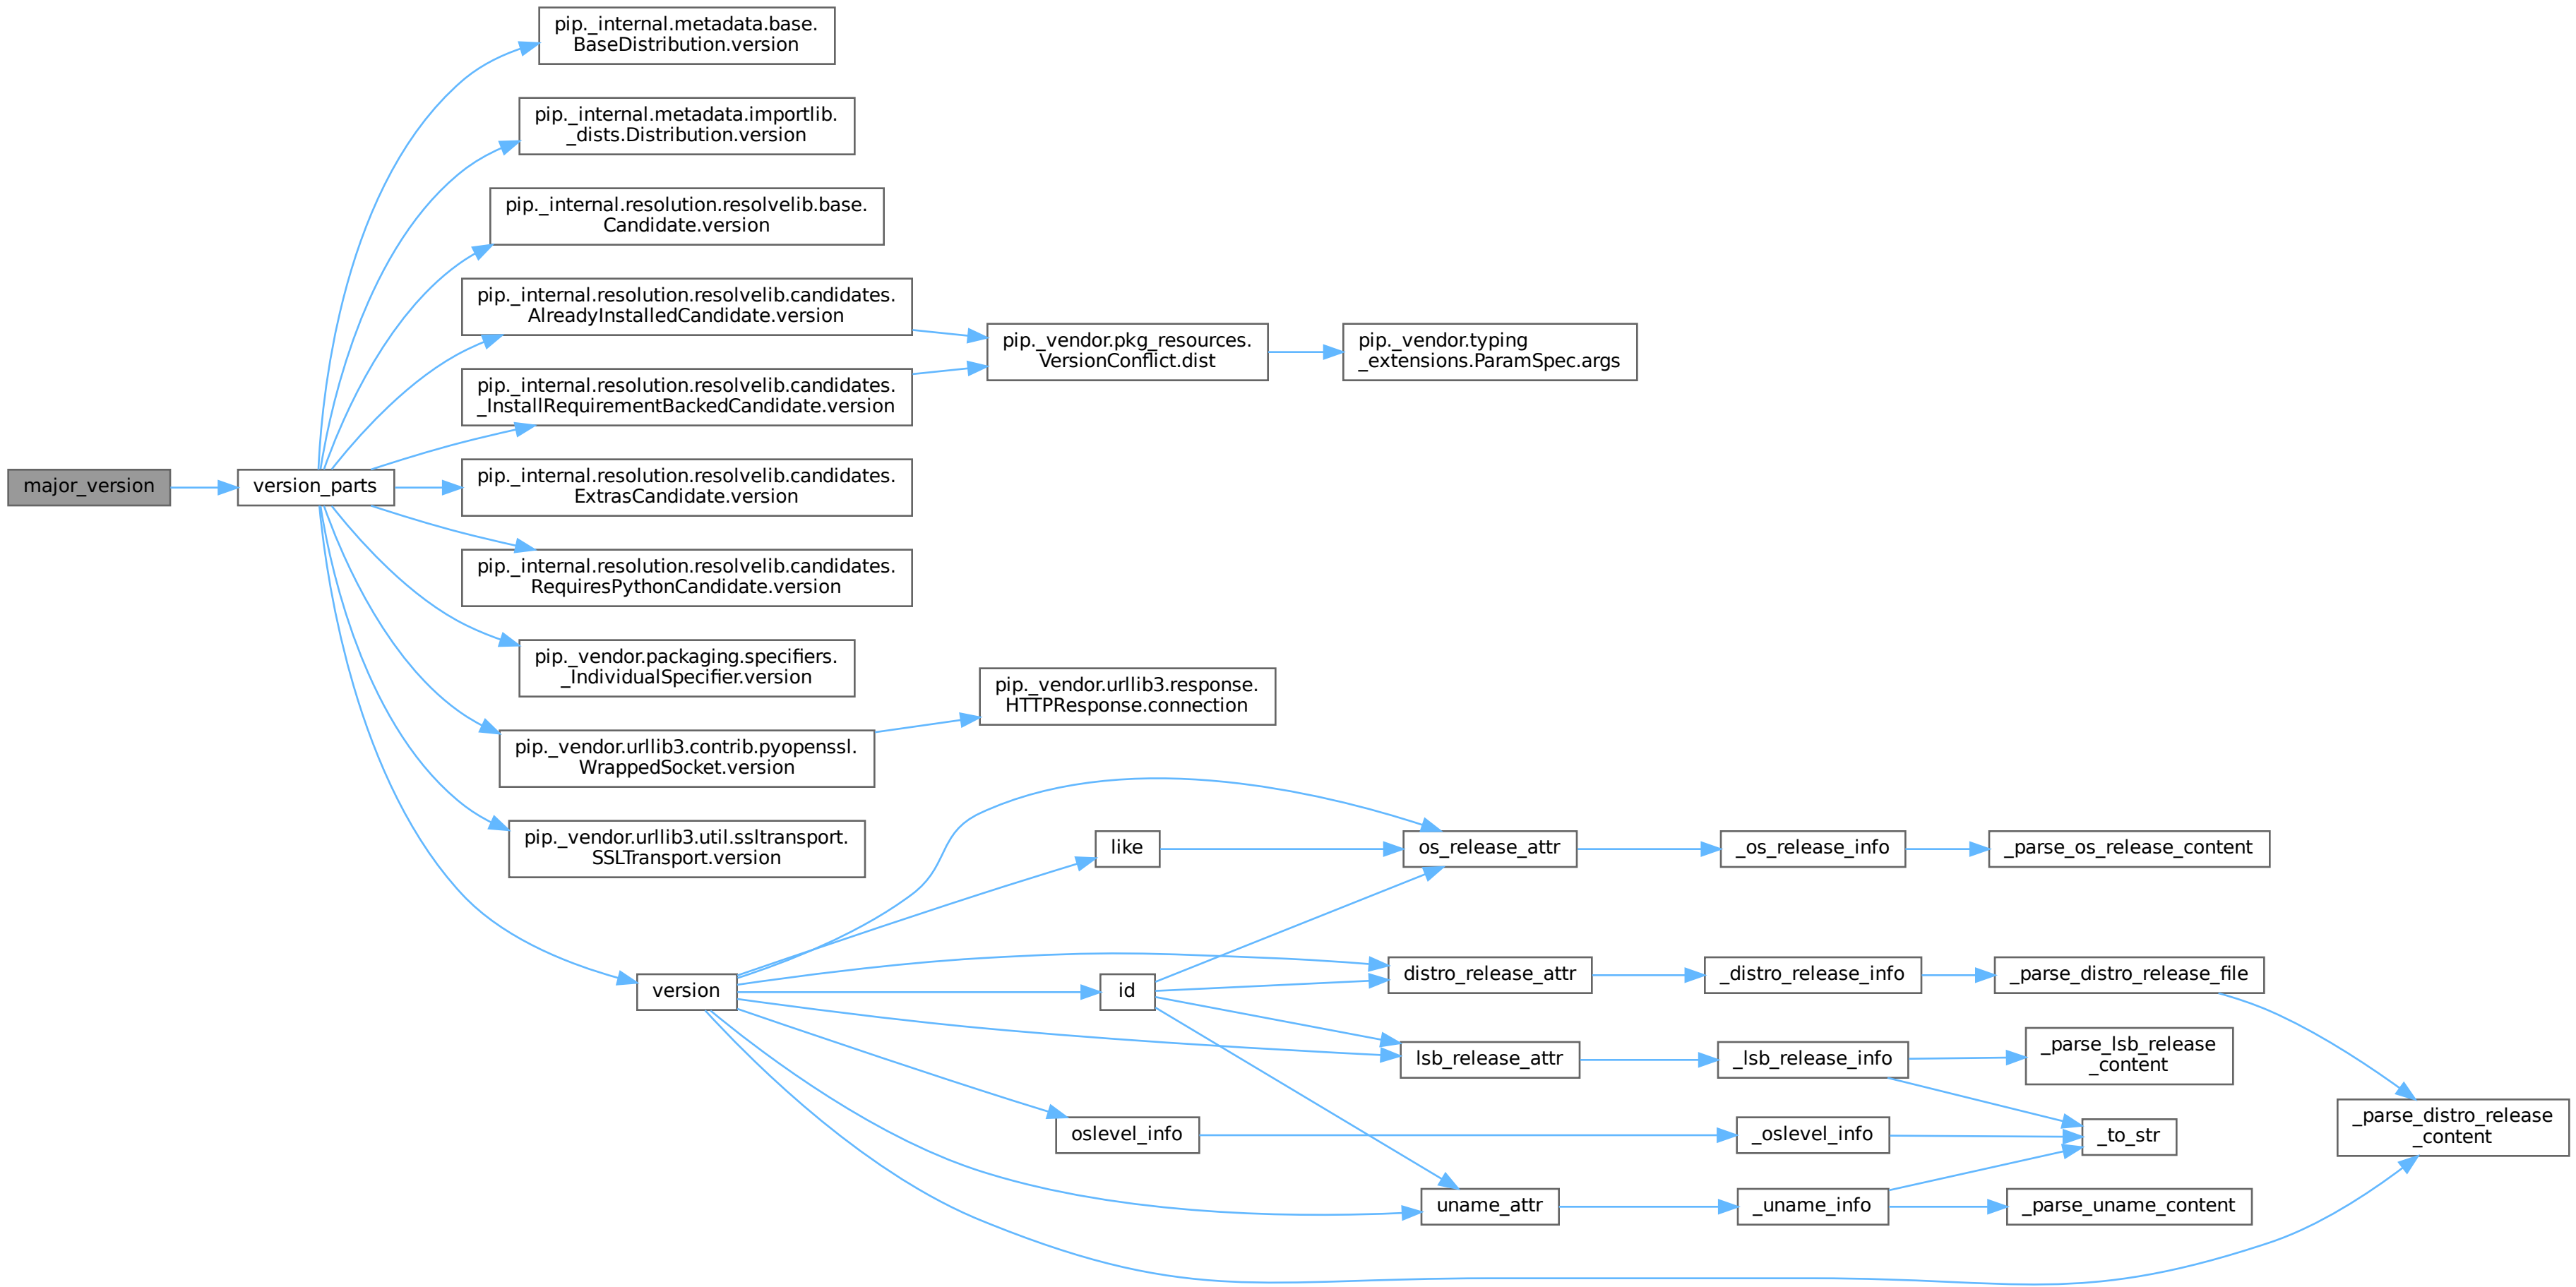 pip._internal.metadata.base.
BaseDistribution.version
pip._internal.metadata.importlib.
_dists.Distribution.version
pip._internal.resolution.resolvelib.base.
Candidate.version
pip._internal.resolution.resolvelib.candidates.
AlreadyInstalledCandidate.version
pip._vendor.pkg_resources.
VersionConflict.dist
pip._vendor.typing
_extensions.ParamSpec.args
pip._internal.resolution.resolvelib.candidates.
_InstallRequirementBackedCandidate.version
major_version
version_parts
pip._internal.resolution.resolvelib.candidates.
ExtrasCandidate.version
pip._internal.resolution.resolvelib.candidates.
RequiresPythonCandidate.version
pip._vendor.packaging.specifiers.
_IndividualSpecifier.version
pip._vendor.urllib3.response.
HTTPResponse.connection
pip._vendor.urllib3.contrib.pyopenssl.
WrappedSocket.version
pip._vendor.urllib3.util.ssltransport.
SSLTransport.version
like
os_release_attr
_os_release_info
_parse_os_release_content
version
id
distro_release_attr
_distro_release_info
_parse_distro_release_file
lsb_release_attr
_lsb_release_info
_parse_lsb_release
_content
oslevel_info
_oslevel_info
_to_str
_parse_distro_release
_content
uname_attr
_uname_info
_parse_uname_content